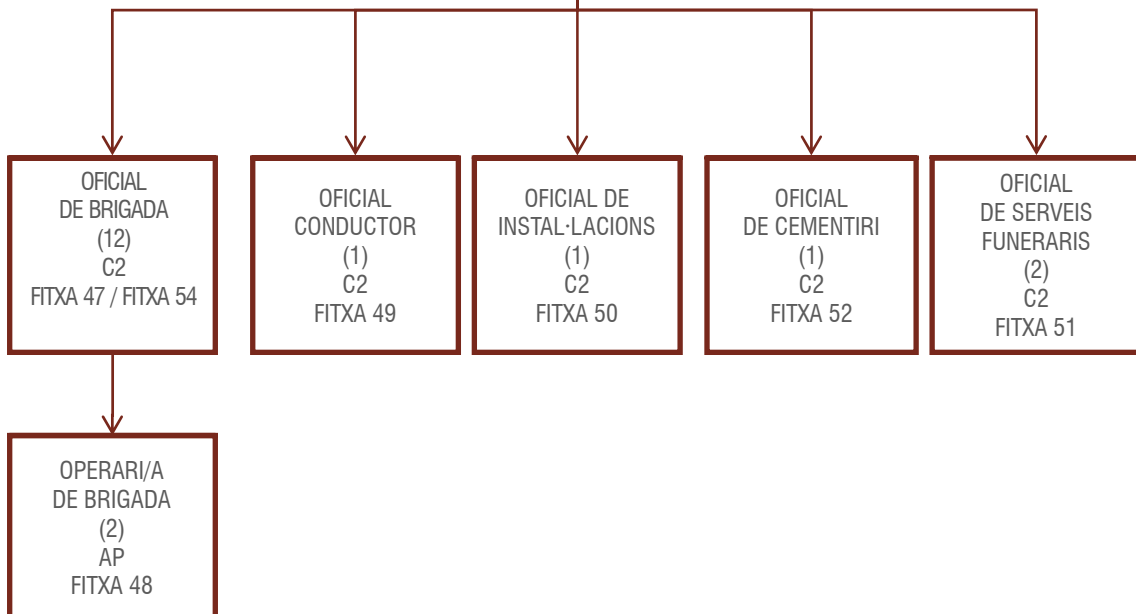 OFICIAL
DE BRIGADA
(12)
C2
FITXA 47 / FITXA 54
OFICIAL
CONDUCTOR
(1)
C2
FITXA 49
OFICIAL DE
INSTAL·LACIONS
(1)
C2
FITXA 50
OFICIAL
DE CEMENTIRI
(1)
C2
FITXA 52
OFICIAL
DE SERVEIS
FUNERARIS
(2)
C2
FITXA 51
OPERARI/A
DE BRIGADA
(2)
AP
FITXA 48